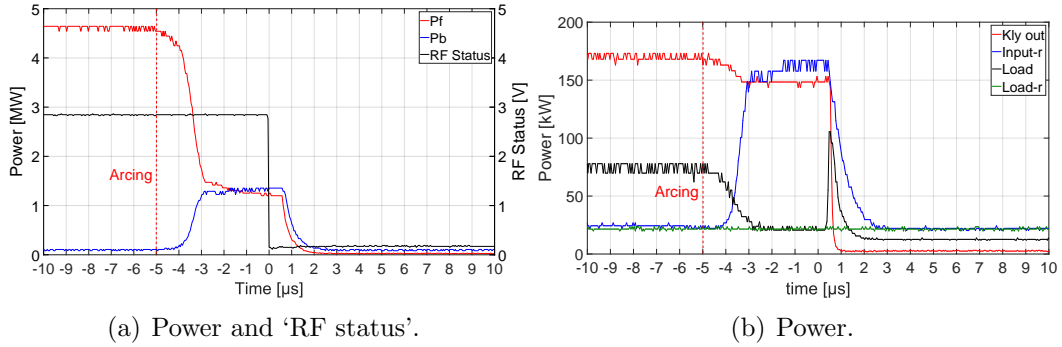 5
4
3
2
1
0
Power [MW]
5
4
3
2
1
0
RF Status [V]
Pf
Pb
RF Status
Arcing
-10 -9 -8 -7 -6 -5 -4 -3 -2 -1 0 1 2 3 4 5 6 7 8 9 10
Time [μs]
(a) Power and ‘RF status’.
200
150
100
50
0
Power [kW]
Kly out
Input-r
Load
Load-r
Arcing
-10 -9 -8 -7 -6 -5 -4 -3 -2 -1 0 1 2 3 4 5 6 7 8 9 10
time [μs]
(b) Power.